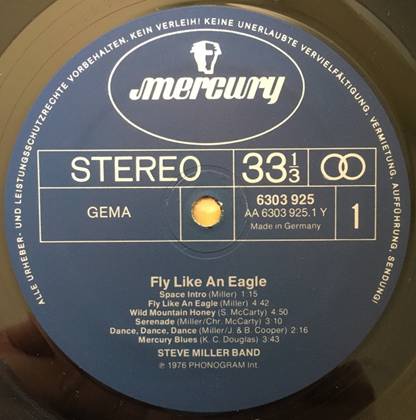 ALLE URHEBER- UND LEISTUNGSSCHUTZRECHTE VORBEHALTEN. KEIN VERLEIH! KEINE UNERLAUBTE VERVIELFÄLTIGUNG, VERMIETUNG, AUFFÜHRUNG, SENDUNG!
mercury
STEREO 33 1/3
GEMA 6303 925
AA 6303 925.1 Y
Made in Germany 1
Fly Like An Eagle
Space Intro (Miller) 1:15
Fly Like An Eagle (Miller) 4:42
Wild Mountain Honey (S. McCarty) 4:50
Serenade (Miller/Chr. McCarty) 3:10
Dance, Dance, Dance (Miller/J. & B. Cooper) 2:16
Mercury Blues (K. C. Douglas) 3:43
STEVE MILLER BAND
℗ 1976 PHONOGRAM Int.